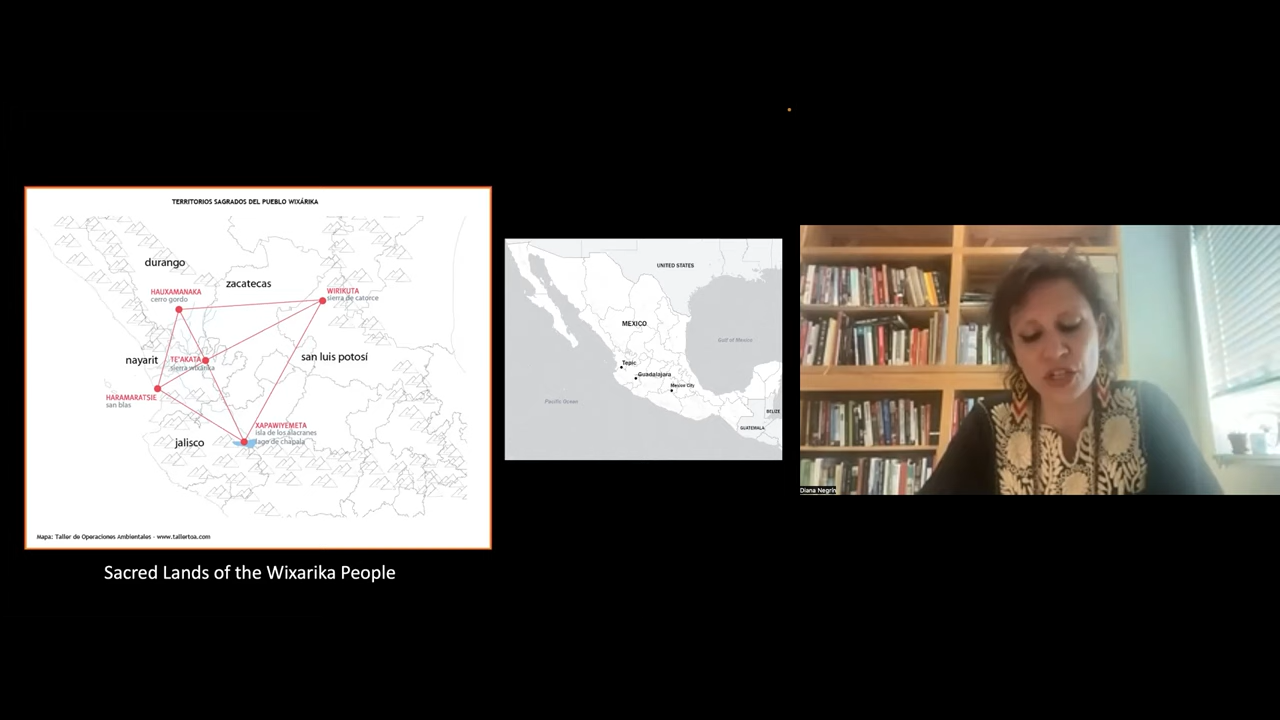 TERRITORIOS SAGRADOS DEL PUEBLO WIXÁRIKA
durango
zacatecas
HAUXAMANAKA
cerro gordo
WIRIKUTA
sierra de catorce
nayarit
TE'AKATA
sierra wixárika
san luis potosí
HARAMARATSIE
san blas
XAPAWIYEMETA
isla de los alacranes
lago de chapala
jalisco
Mapa: Taller de Operaciones Ambientales - www.tallertoa.com
Sacred Lands of the Wixarika People
UNITED STATES
MEXICO
Gulf of Mexico
Tepic
Guadalajara
Mexico City
Pacific Ocean
BELIZE
GUATEMALA
Diana Negrín